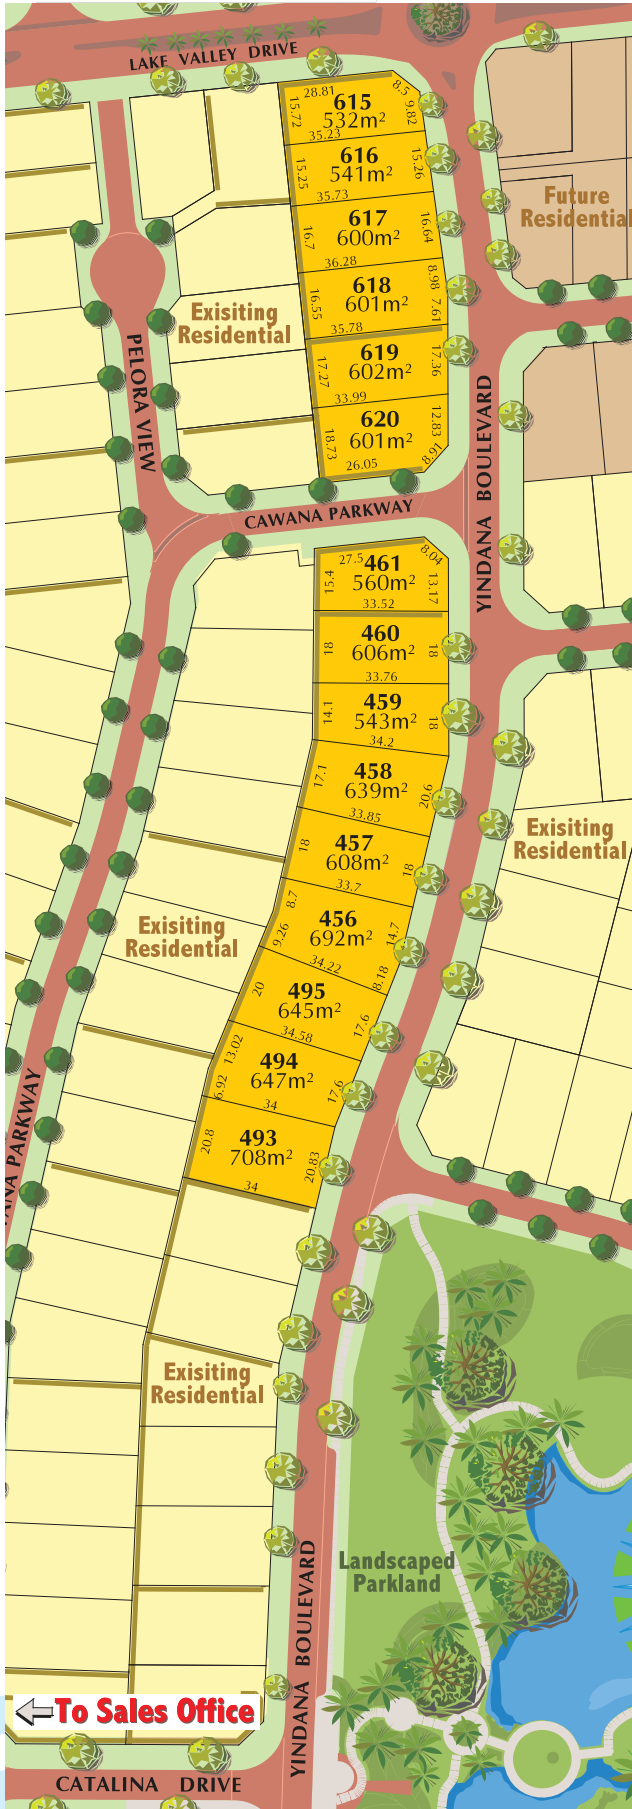 LAKE VALLEY DRIVE
28.81
8.5
15.72
615
532m²
9.82
35.23
616
541m²
15.25
15.26
35.73
617
600m²
16.7
16.64
36.28
618
601m²
16.55
8.98
7.61
35.78
619
602m²
17.27
17.36
33.99
620
601m²
18.73
12.83
8.91
26.05
Future
Residential
Exisiting
Residential
PELORA VIEW
YINDANA BOULEVARD
CAWANA PARKWAY
27.5
8.04
461
560m²
15.4
13.17
33.52
460
606m²
18
18
33.76
459
543m²
14.1
18
34.2
458
639m²
17.1
20.6
33.85
457
608m²
18
18
33.7
456
692m²
8.7
9.26
14.7
8.18
34.22
495
645m²
20
17.6
34.58
494
647m²
13.02
6.92
17.6
34
493
708m²
20.8
20.83
34
Exisiting
Residential
Exisiting
Residential
ANA PARKWAY
Exisiting
Residential
Landscaped
Parkland
YINDANA BOULEVARD
To Sales Office
CATALINA DRIVE